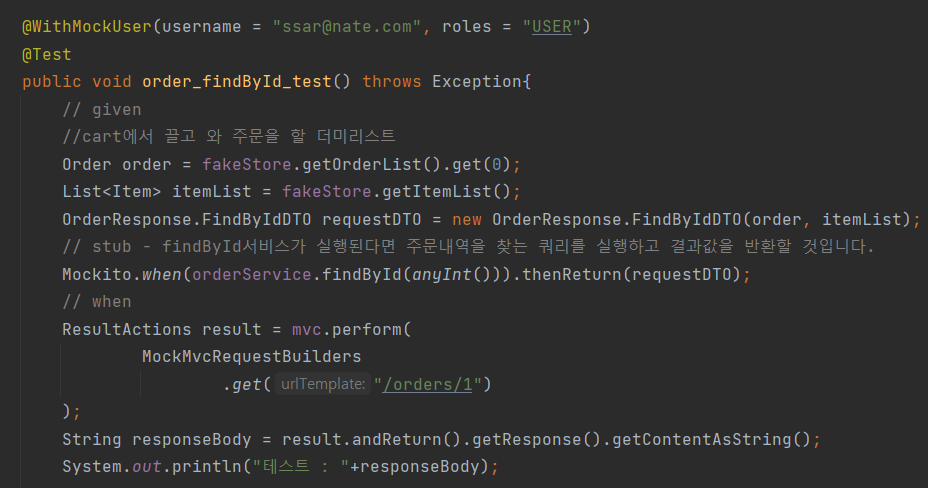 @WithMockUser(username = "ssar@nate.com", roles = "USER")
@Test
public void order_findById_test() throws Exception{
// given
//cart에서 끌고 와 주문을 할 더미리스트
Order order = fakeStore.getOrderList().get(0);
List<Item> itemList = fakeStore.getItemList();
OrderResponse.FindByIdDTO requestDTO = new OrderResponse.FindByIdDTO(order, itemList);
// stub - findById서비스가 실행된다면 주문내역을 찾는 쿼리를 실행하고 결과값을 반환할 것입니다.
Mockito.when(orderService.findById(anyInt())).thenReturn(requestDTO);
// when
ResultActions result = mvc.perform(
MockMvcRequestBuilders
.get( urlTemplate: "/orders/1")
);
String responseBody = result.andReturn().getResponse().getContentAsString();
System.out.println("테스트 : "+responseBody);